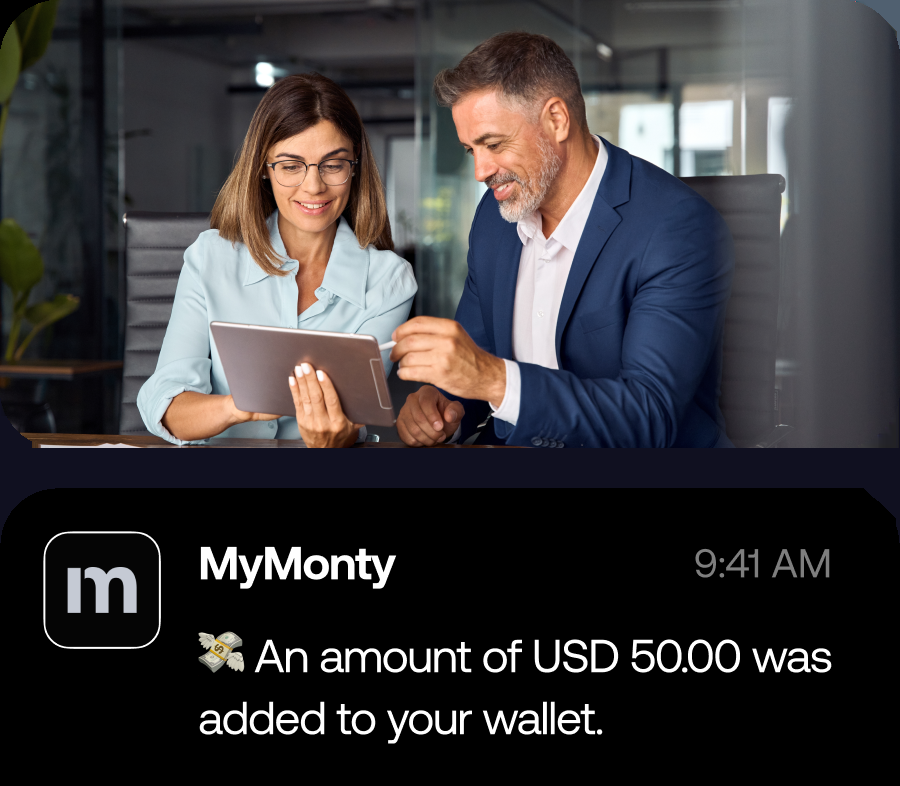 m
MyMonty
9:41 AM
💸 An amount of USD 50.00 was
added to your wallet.